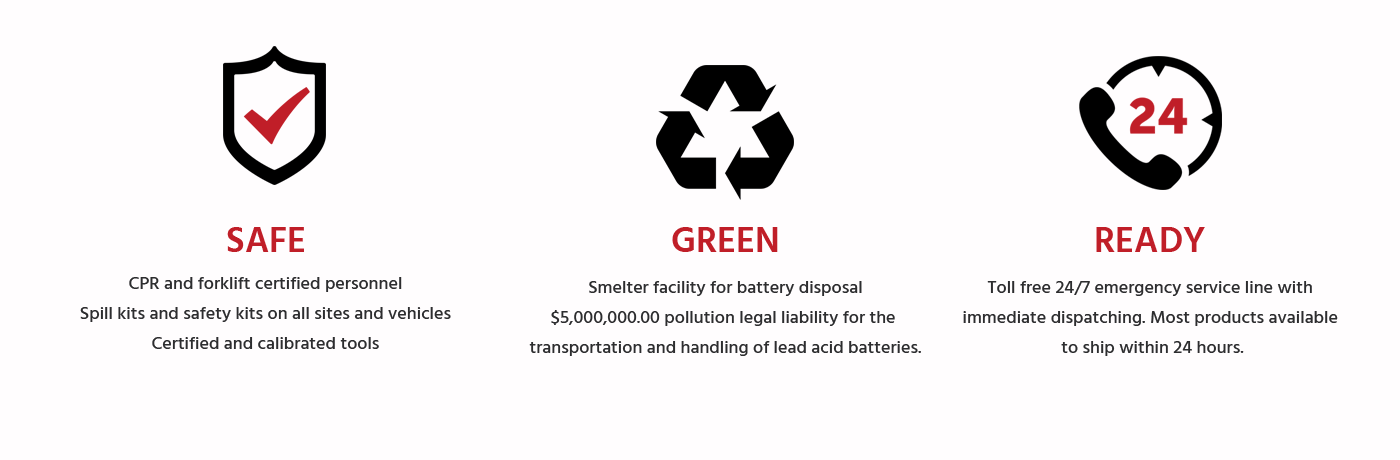 24
SAFE
CPR and forklift certified personnel
Spill kits and safety kits on all sites and vehicles
Certified and calibrated tools
GREEN
Smelter facility for battery disposal
$5,000,000.00 pollution legal liability for the
transportation and handling of lead acid batteries.
READY
Toll free 24/7 emergency service line with
immediate dispatching. Most products available
to ship within 24 hours.